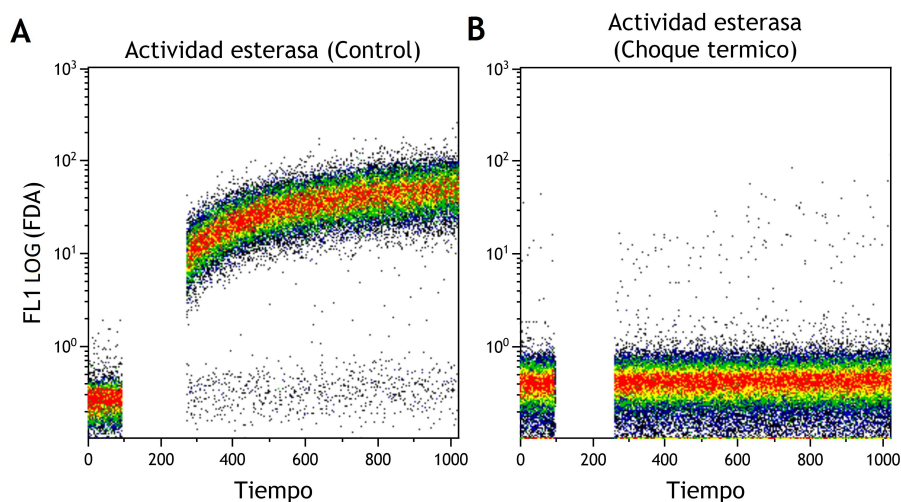 A
Actividad esterasa (Control)
10³
10²
10¹
10⁰
FL1 LOG (FDA)
0 200 400 600 800 1000
Tiempo
B
Actividad esterasa
(Choque termico)
10³
10²
10¹
10⁰
0 200 400 600 800 1000
Tiempo